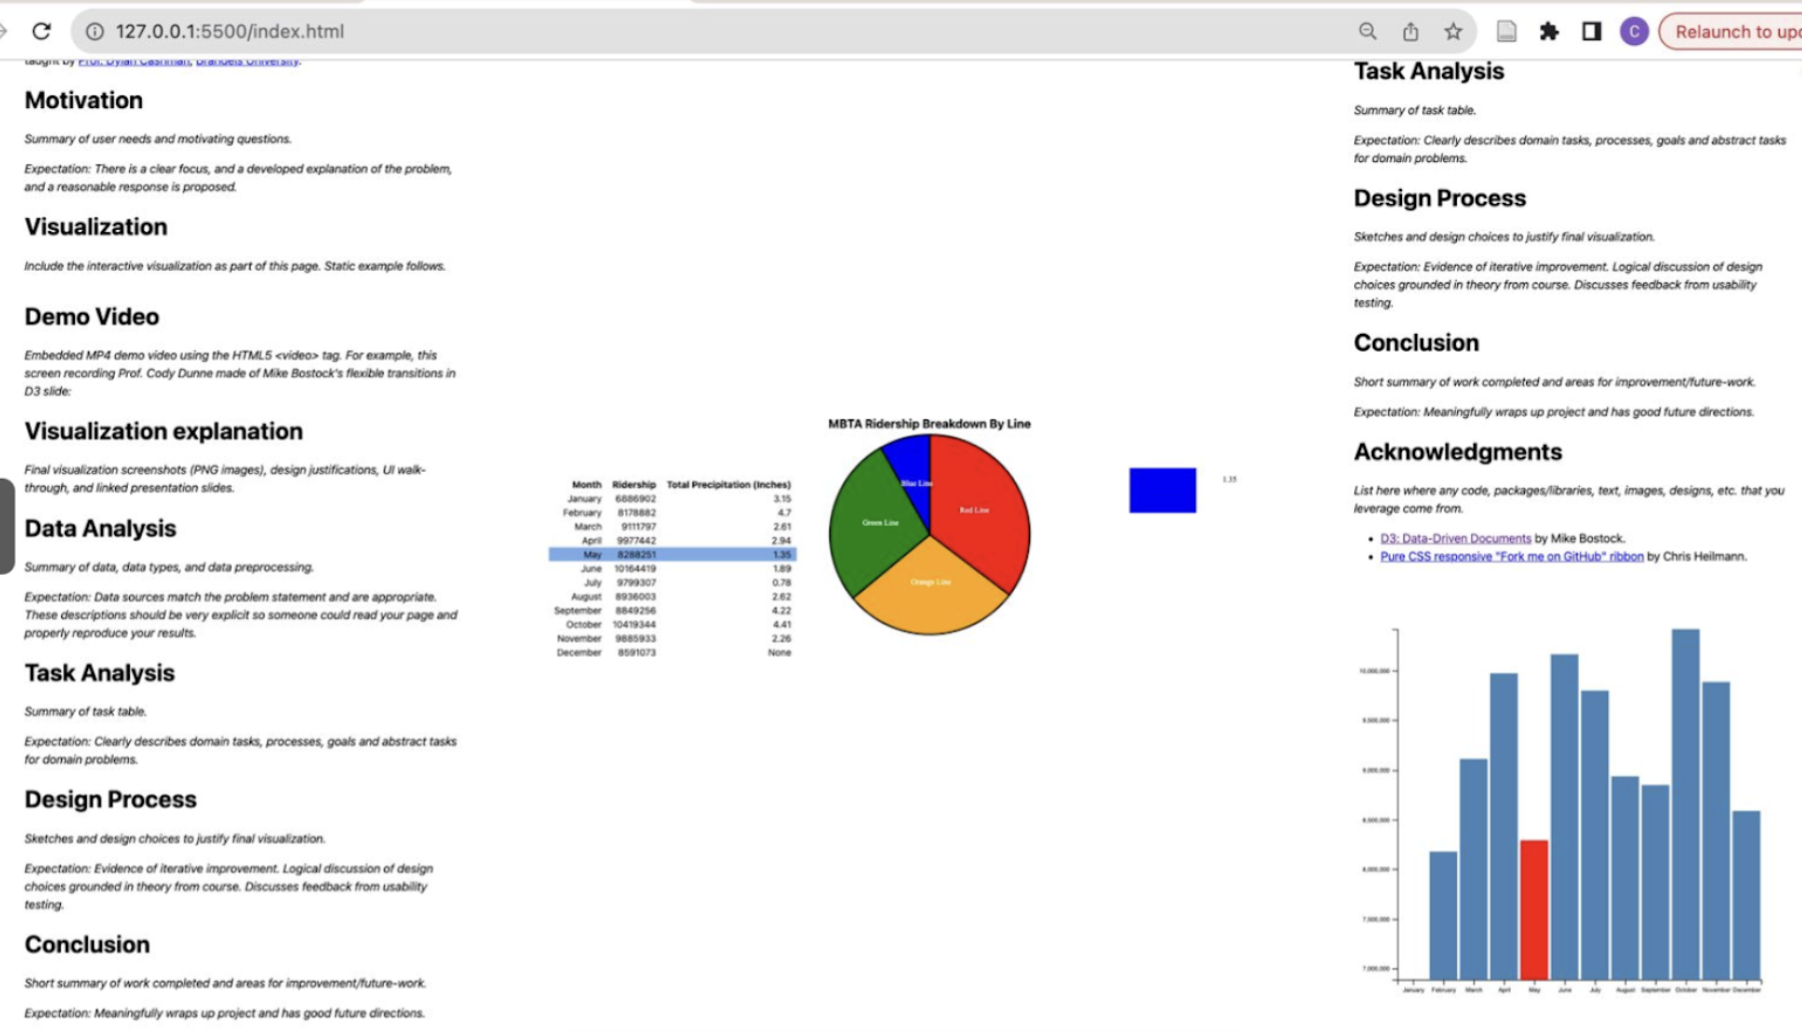 127.0.0.1:5500/index.html
C
Relaunch to upd
taught by Prof. Dylan Cashman, Brandeis University.
Motivation
Summary of user needs and motivating questions.
Expectation: There is a clear focus, and a developed explanation of the problem,
and a reasonable response is proposed.
Visualization
Include the interactive visualization as part of this page. Static example follows.
Demo Video
Embedded MP4 demo video using the HTML5 <video> tag. For example, this
screen recording Prof. Cody Dunne made of Mike Bostock's flexible transitions in
D3 slide:
Visualization explanation
Final visualization screenshots (PNG images), design justifications, UI walk-
through, and linked presentation slides.
Data Analysis
Summary of data, data types, and data preprocessing.
Expectation: Data sources match the problem statement and are appropriate.
These descriptions should be very explicit so someone could read your page and
properly reproduce your results.
Task Analysis
Summary of task table.
Expectation: Clearly describes domain tasks, processes, goals and abstract tasks
for domain problems.
Design Process
Sketches and design choices to justify final visualization.
Expectation: Evidence of iterative improvement. Logical discussion of design
choices grounded in theory from course. Discusses feedback from usability
testing.
Conclusion
Short summary of work completed and areas for improvement/future-work.
Expectation: Meaningfully wraps up project and has good future directions.
Month Ridership Total Precipitation (Inches)
January 6886902 3.15
February 8178882 4.7
March 9111797 2.61
April 9977442 2.94
May 8288251 1.35
June 10164419 1.89
July 9799307 0.78
August 8936003 2.62
September 8849256 4.22
October 10419344 4.41
November 9885933 2.26
December 8591073 None
MBTA Ridership Breakdown By Line
Blue Line
Red Line
Green Line
Orange Line
1.35
Task Analysis
Summary of task table.
Expectation: Clearly describes domain tasks, processes, goals and abstract tasks
for domain problems.
Design Process
Sketches and design choices to justify final visualization.
Expectation: Evidence of iterative improvement. Logical discussion of design
choices grounded in theory from course. Discusses feedback from usability
testing.
Conclusion
Short summary of work completed and areas for improvement/future-work.
Expectation: Meaningfully wraps up project and has good future directions.
Acknowledgments
List here where any code, packages/libraries, text, images, designs, etc. that you
leverage come from.
• D3: Data-Driven Documents by Mike Bostock.
• Pure CSS responsive "Fork me on GitHub" ribbon by Chris Heilmann.
10,000,000
9,500,000
9,000,000
8,500,000
8,000,000
7,500,000
7,000,000
January February March April May June July August September October November December